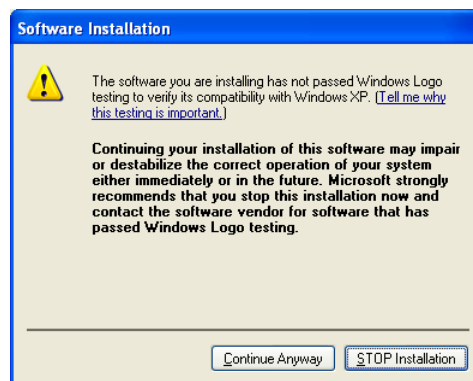 Software Installation
The software you are installing has not passed Windows Logo
testing to verify its compatibility with Windows XP. (Tell me why
this testing is important.)
Continuing your installation of this software may impair
or destabilize the correct operation of your system
either immediately or in the future. Microsoft strongly
recommends that you stop this installation now and
contact the software vendor for software that has
passed Windows Logo testing.
Continue Anyway
STOP Installation